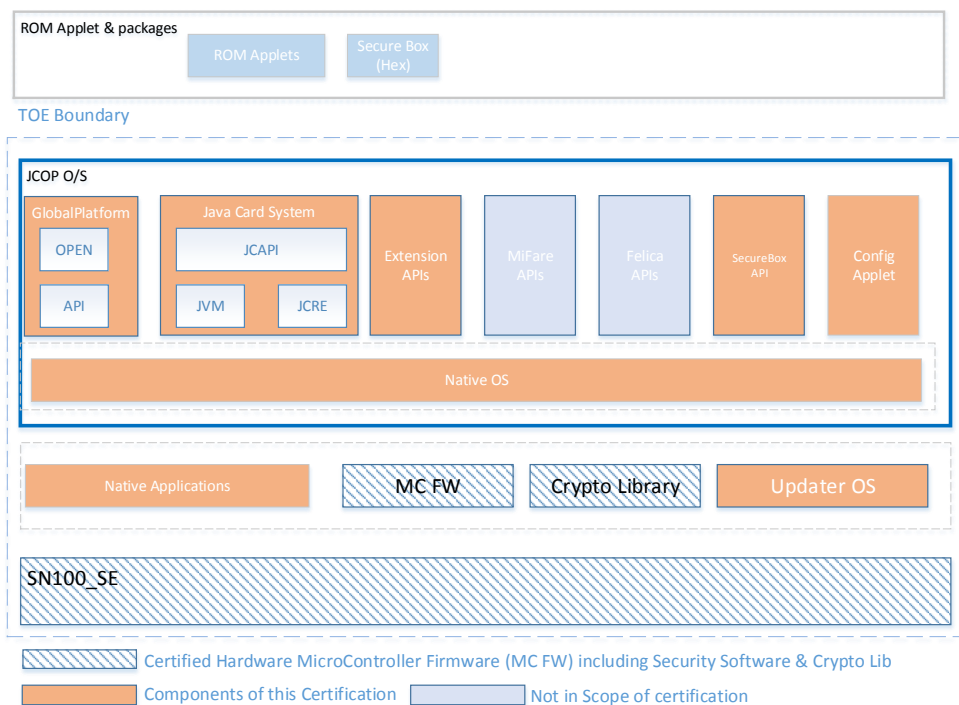 ROM Applet & packages
ROM Applets
Secure Box
(Hex)
TOE Boundary
JCOP O/S
GlobalPlatform
OPEN
API
Java Card System
JCAPI
JVM
JCRE
Extension
APIs
MiFare
APIs
Felica
APIs
SecureBox
API
Config
Applet
Native OS
Native Applications
MC FW
Crypto Library
Updater OS
SN100_SE
Certified Hardware MicroController Firmware (MC FW) including Security Software & Crypto Lib
Components of this Certification
Not in Scope of certification